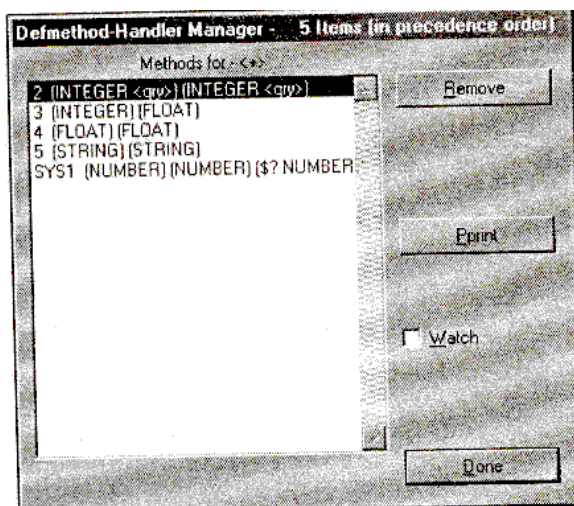 Defmethod-Handler Manager - 5 Items (in precedence order)
Methods for - <+>
2 (INTEGER <qry>) (INTEGER <qry>)
3 (INTEGER) (FLOAT)
4 (FLOAT) (FLOAT)
5 (STRING) (STRING)
SYS1 (NUMBER) (NUMBER) ($? NUMBER
Remove
Pprint
Watch
Done